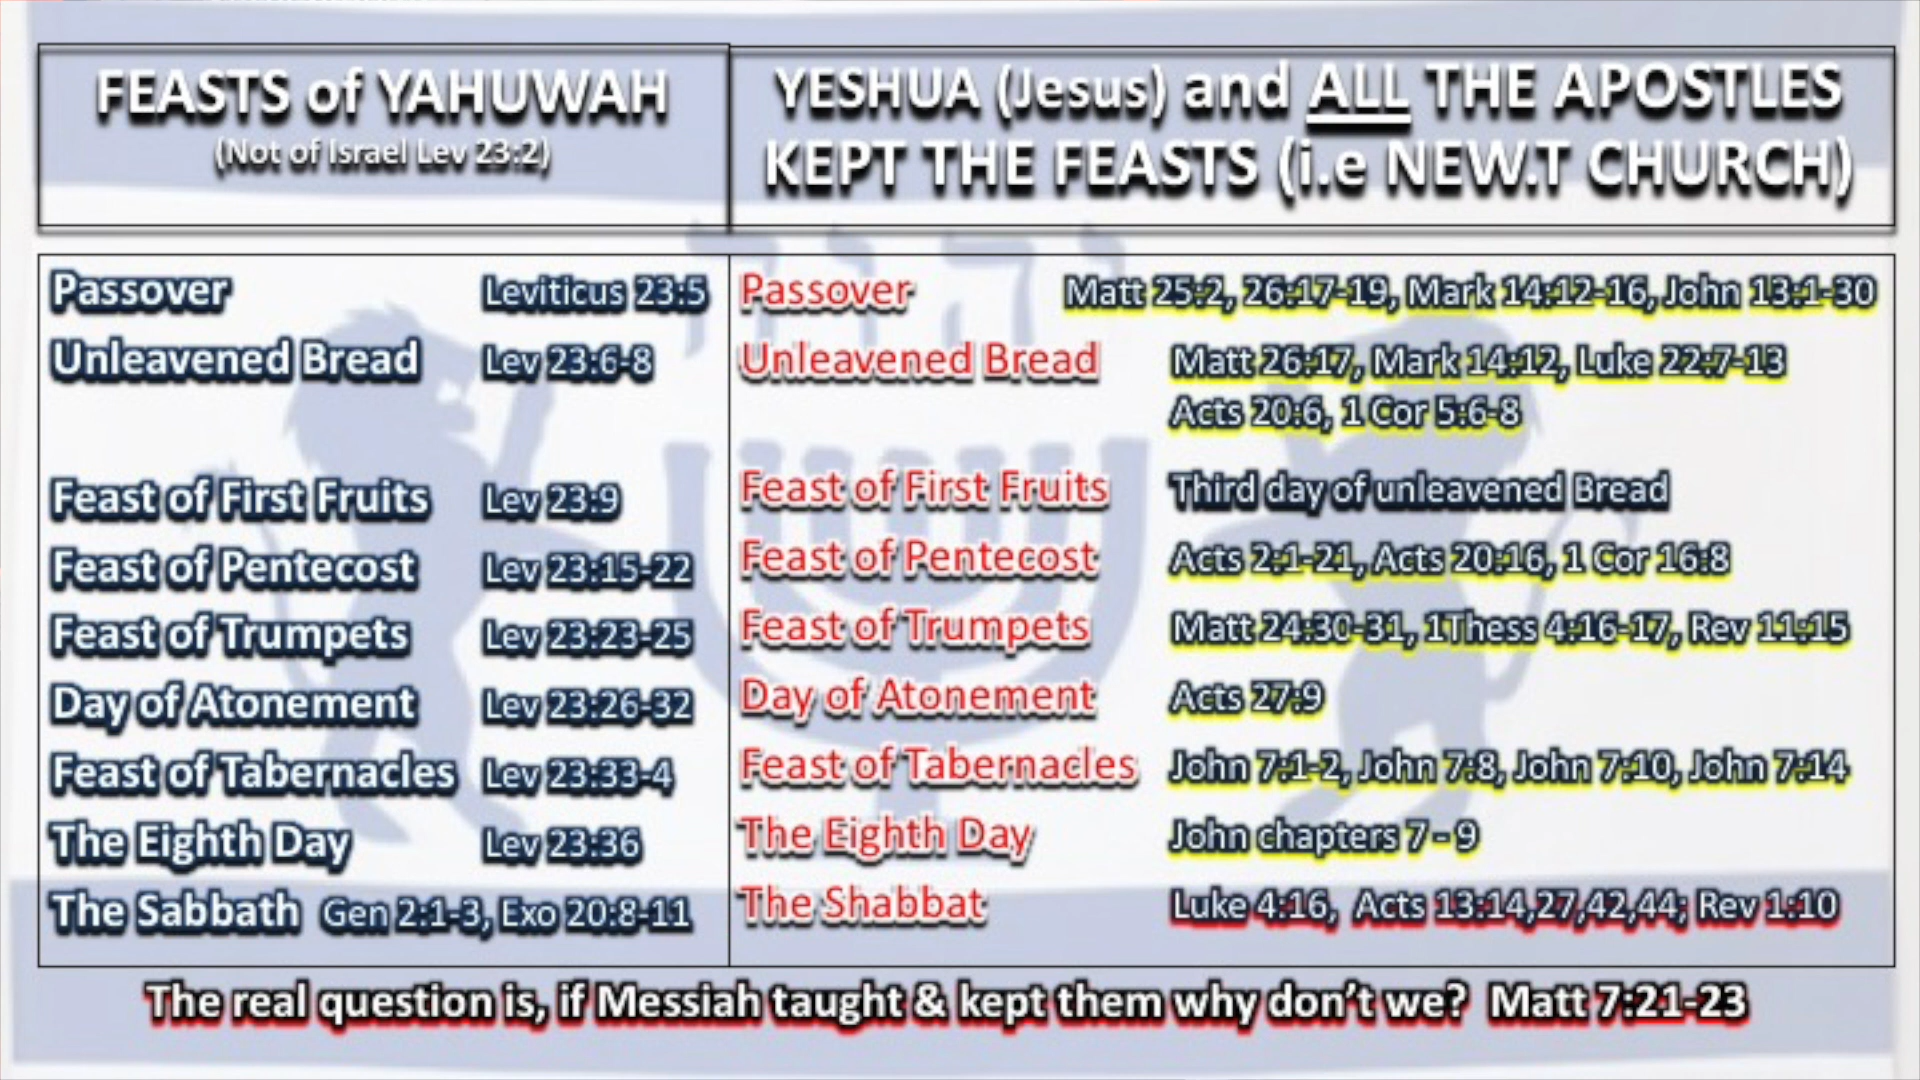 FEASTS of YAHUWAH
(Not of Israel Lev 23:2)
YESHUA (Jesus) and ALL THE APOSTLES
KEPT THE FEASTS (i.e NEW.T CHURCH)
יהוה
Passover Leviticus 23:5
Unleavened Bread Lev 23:6-8
Feast of First Fruits Lev 23:9
Feast of Pentecost Lev 23:15-22
Feast of Trumpets Lev 23:23-25
Day of Atonement Lev 23:26-32
Feast of Tabernacles Lev 23:33-4
The Eighth Day Lev 23:36
The Sabbath Gen 2:1-3, Exo 20:8-11
Passover Matt 25:2, 26:17-19, Mark 14:12-16, John 13:1-30
Unleavened Bread Matt 26:17, Mark 14:12, Luke 22:7-13
Acts 20:6, 1 Cor 5:6-8
Feast of First Fruits Third day of unleavened Bread
Feast of Pentecost Acts 2:1-21, Acts 20:16, 1 Cor 16:8
Feast of Trumpets Matt 24:30-31, 1Thess 4:16-17, Rev 11:15
Day of Atonement Acts 27:9
Feast of Tabernacles John 7:1-2, John 7:8, John 7:10, John 7:14
The Eighth Day John chapters 7 - 9
The Shabbat Luke 4:16, Acts 13:14,27,42,44; Rev 1:10
The real question is, if Messiah taught & kept them why don't we? Matt 7:21-23